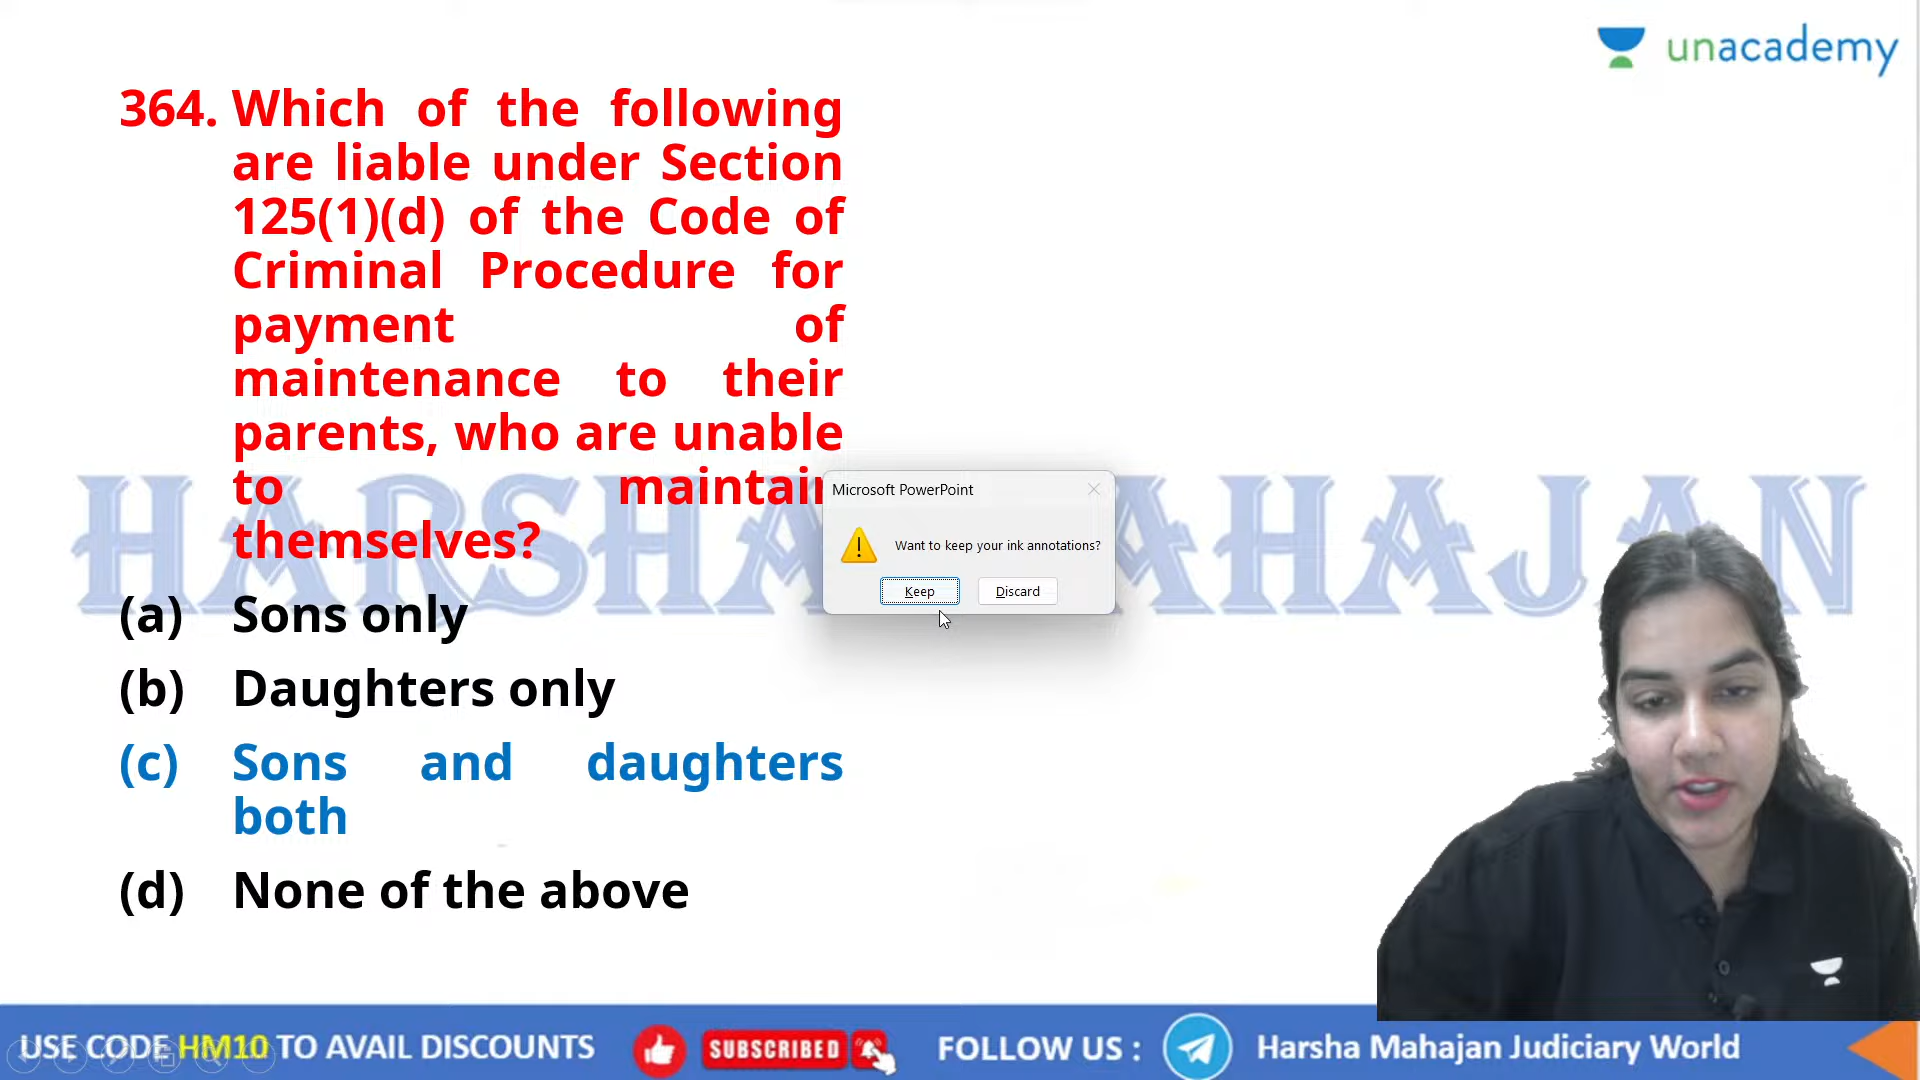 unacademy
364. Which of the following
are liable under Section
125(1)(d) of the Code of
Criminal Procedure for
payment of
maintenance to their
parents, who are unable
to maintain
themselves?
HARSHA MAHAJAN
Microsoft PowerPoint
Want to keep your ink annotations?
Keep Discard
(a) Sons only
(b) Daughters only
(c) Sons and daughters
both
(d) None of the above
USE CODE HM10 TO AVAIL DISCOUNTS
SUBSCRIBED
FOLLOW US :
Harsha Mahajan Judiciary World